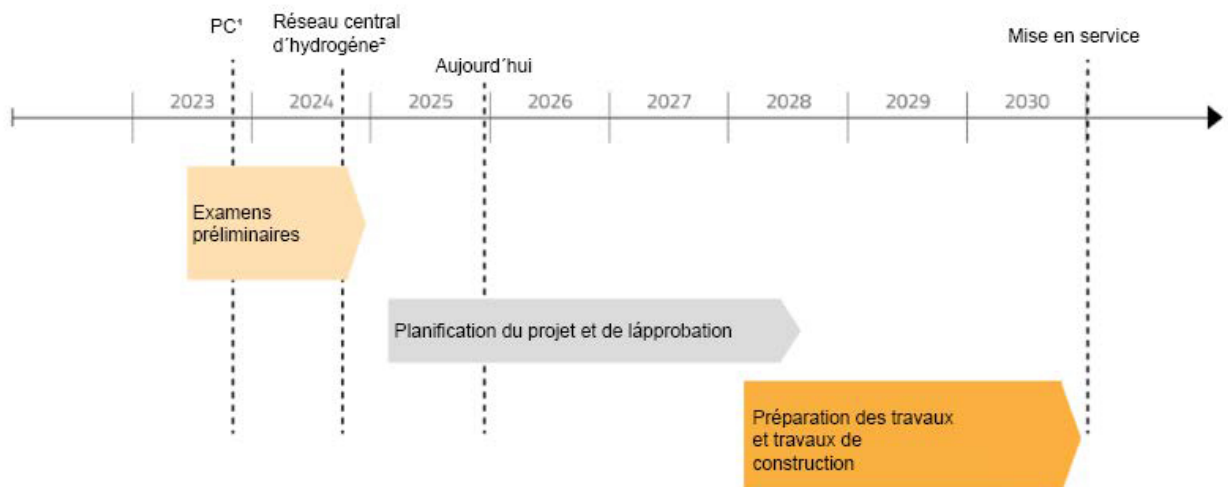 PC¹
Réseau central
d´hydrogéne²
Aujourd´hui
Mise en service
2023
2024
2025
2026
2027
2028
2029
2030
Examens
préliminaires
Planification du projet et de lápprobation
Préparation des travaux
et travaux de
construction